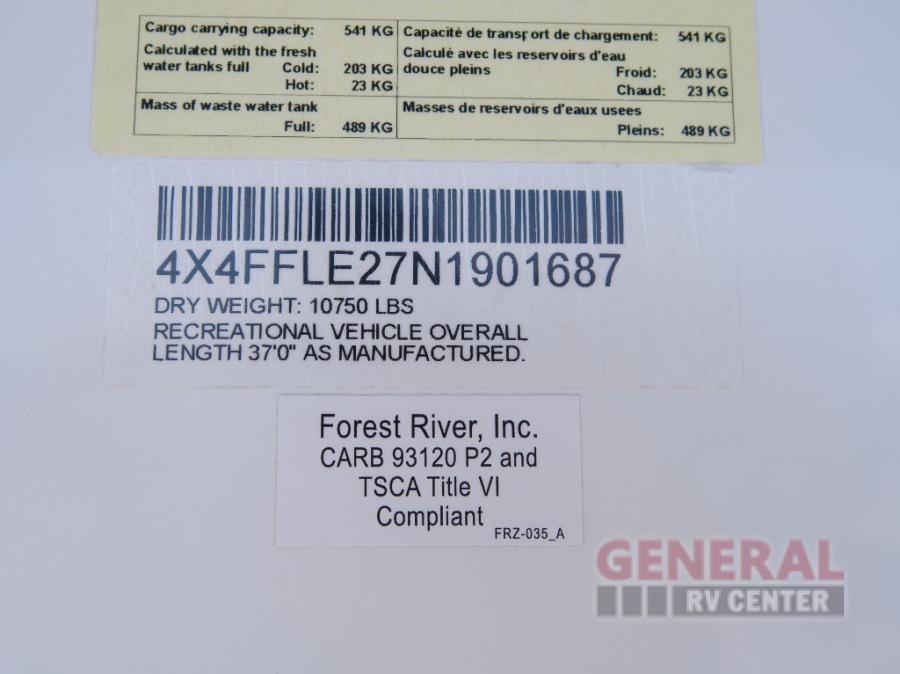 Cargo carrying capacity: 541 KG
Calculated with the fresh
water tanks full Cold: 203 KG
Hot: 23 KG
Mass of waste water tank
Full: 489 KG
Capacité de transport de chargement: 541 KG
Calculé avec les reservoirs d'eau
douce pleins Froid: 203 KG
Chaud: 23 KG
Masses de reservoirs d'eaux usees
Pleins: 489 KG
4X4FFLE27N1901687
DRY WEIGHT: 10750 LBS
RECREATIONAL VEHICLE OVERALL
LENGTH 37'0" AS MANUFACTURED.
Forest River, Inc.
CARB 93120 P2 and
TSCA Title VI
Compliant
FRZ-035_A
GENERAL
RV CENTER